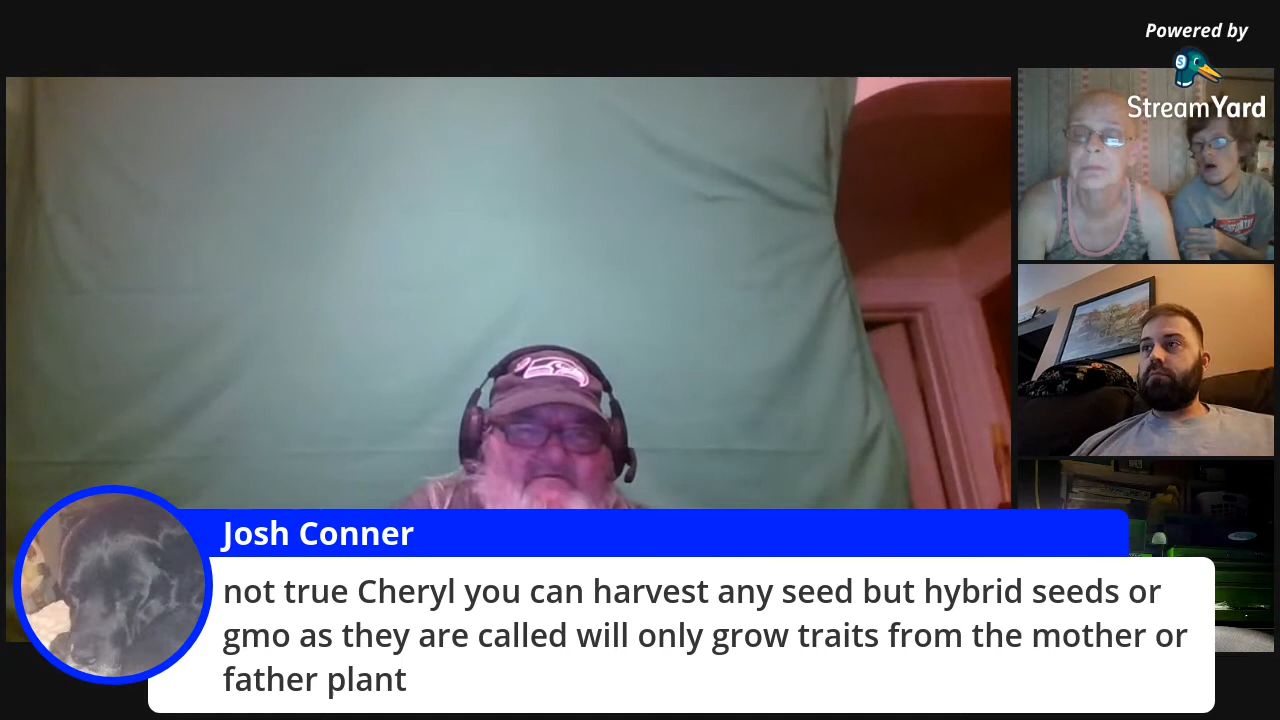 Powered by
StreamYard
Josh Conner
not true Cheryl you can harvest any seed but hybrid seeds or
gmo as they are called will only grow traits from the mother or
father plant